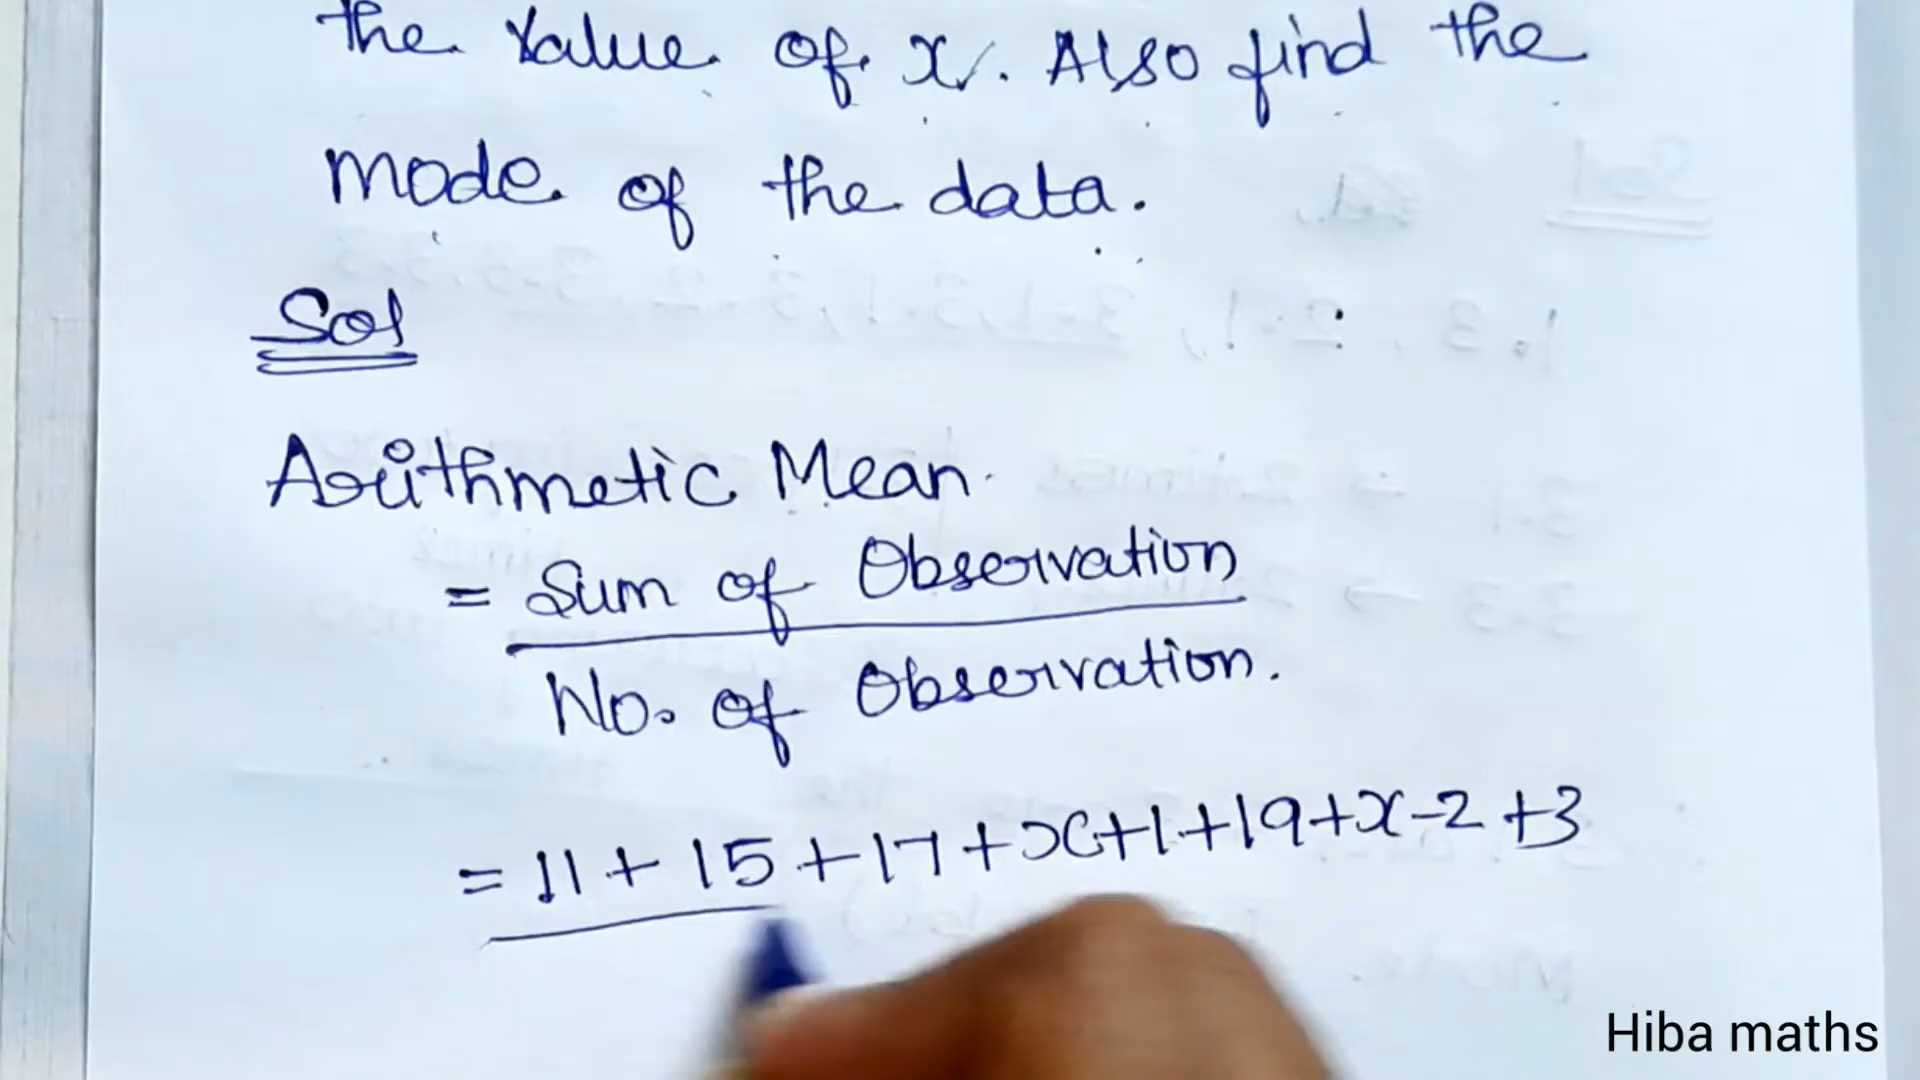 the value of x. Also find the
mode of the data.
Sol
Arithmetic Mean
= Sum of Observation
No. of Observation.
= 11 + 15 + 17 + x+1 + 19 + x-2 + 3
Hiba maths